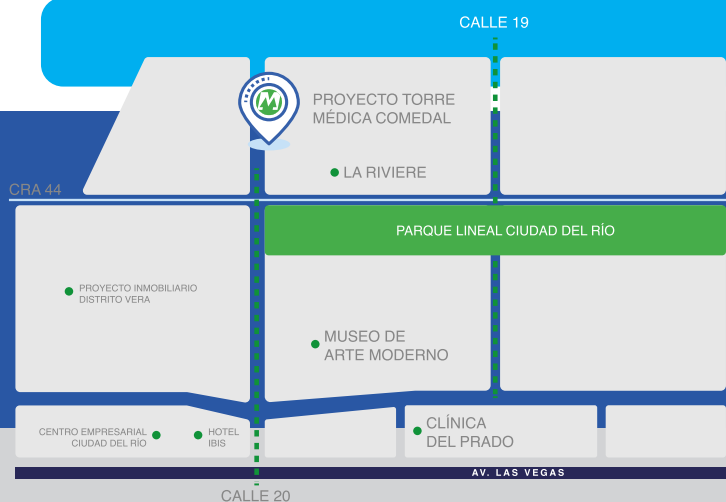 CALLE 19
M
PROYECTO TORRE
MÉDICA COMEDAL
LA RIVIERE
CRA 44
PARQUE LINEAL CIUDAD DEL RÍO
PROYECTO INMOBILIARIO
DISTRITO VERA
MUSEO DE
ARTE MODERNO
CENTRO EMPRESARIAL
CIUDAD DEL RÍO
HOTEL
IBIS
CLÍNICA
DEL PRADO
AV. LAS VEGAS
CALLE 20